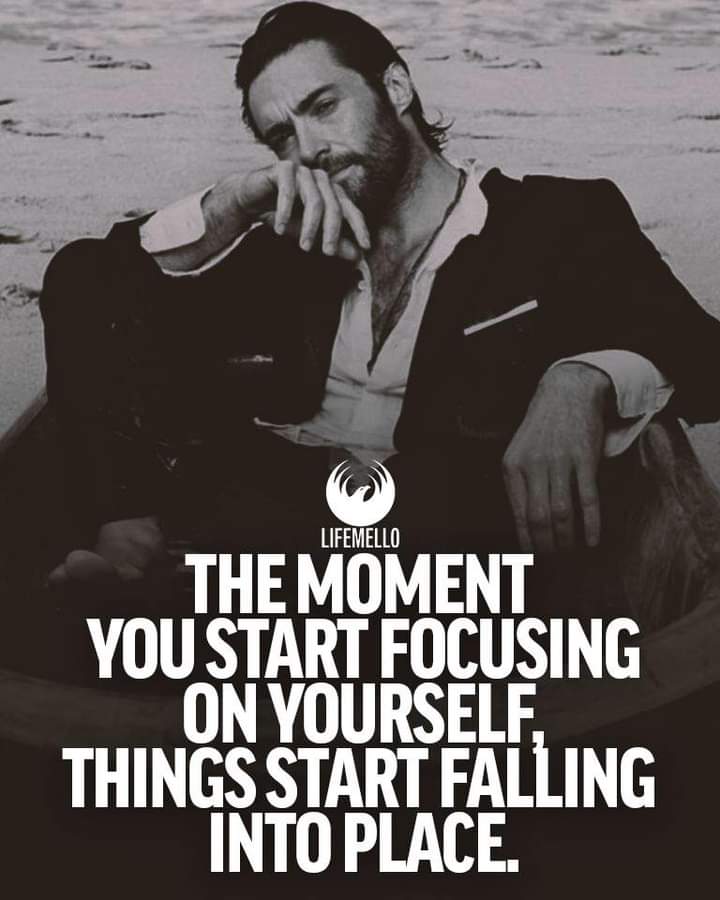 LIFEMELLO
THE MOMENT
YOU START FOCUSING
ON YOURSELF,
THINGS START FALLING
INTO PLACE.